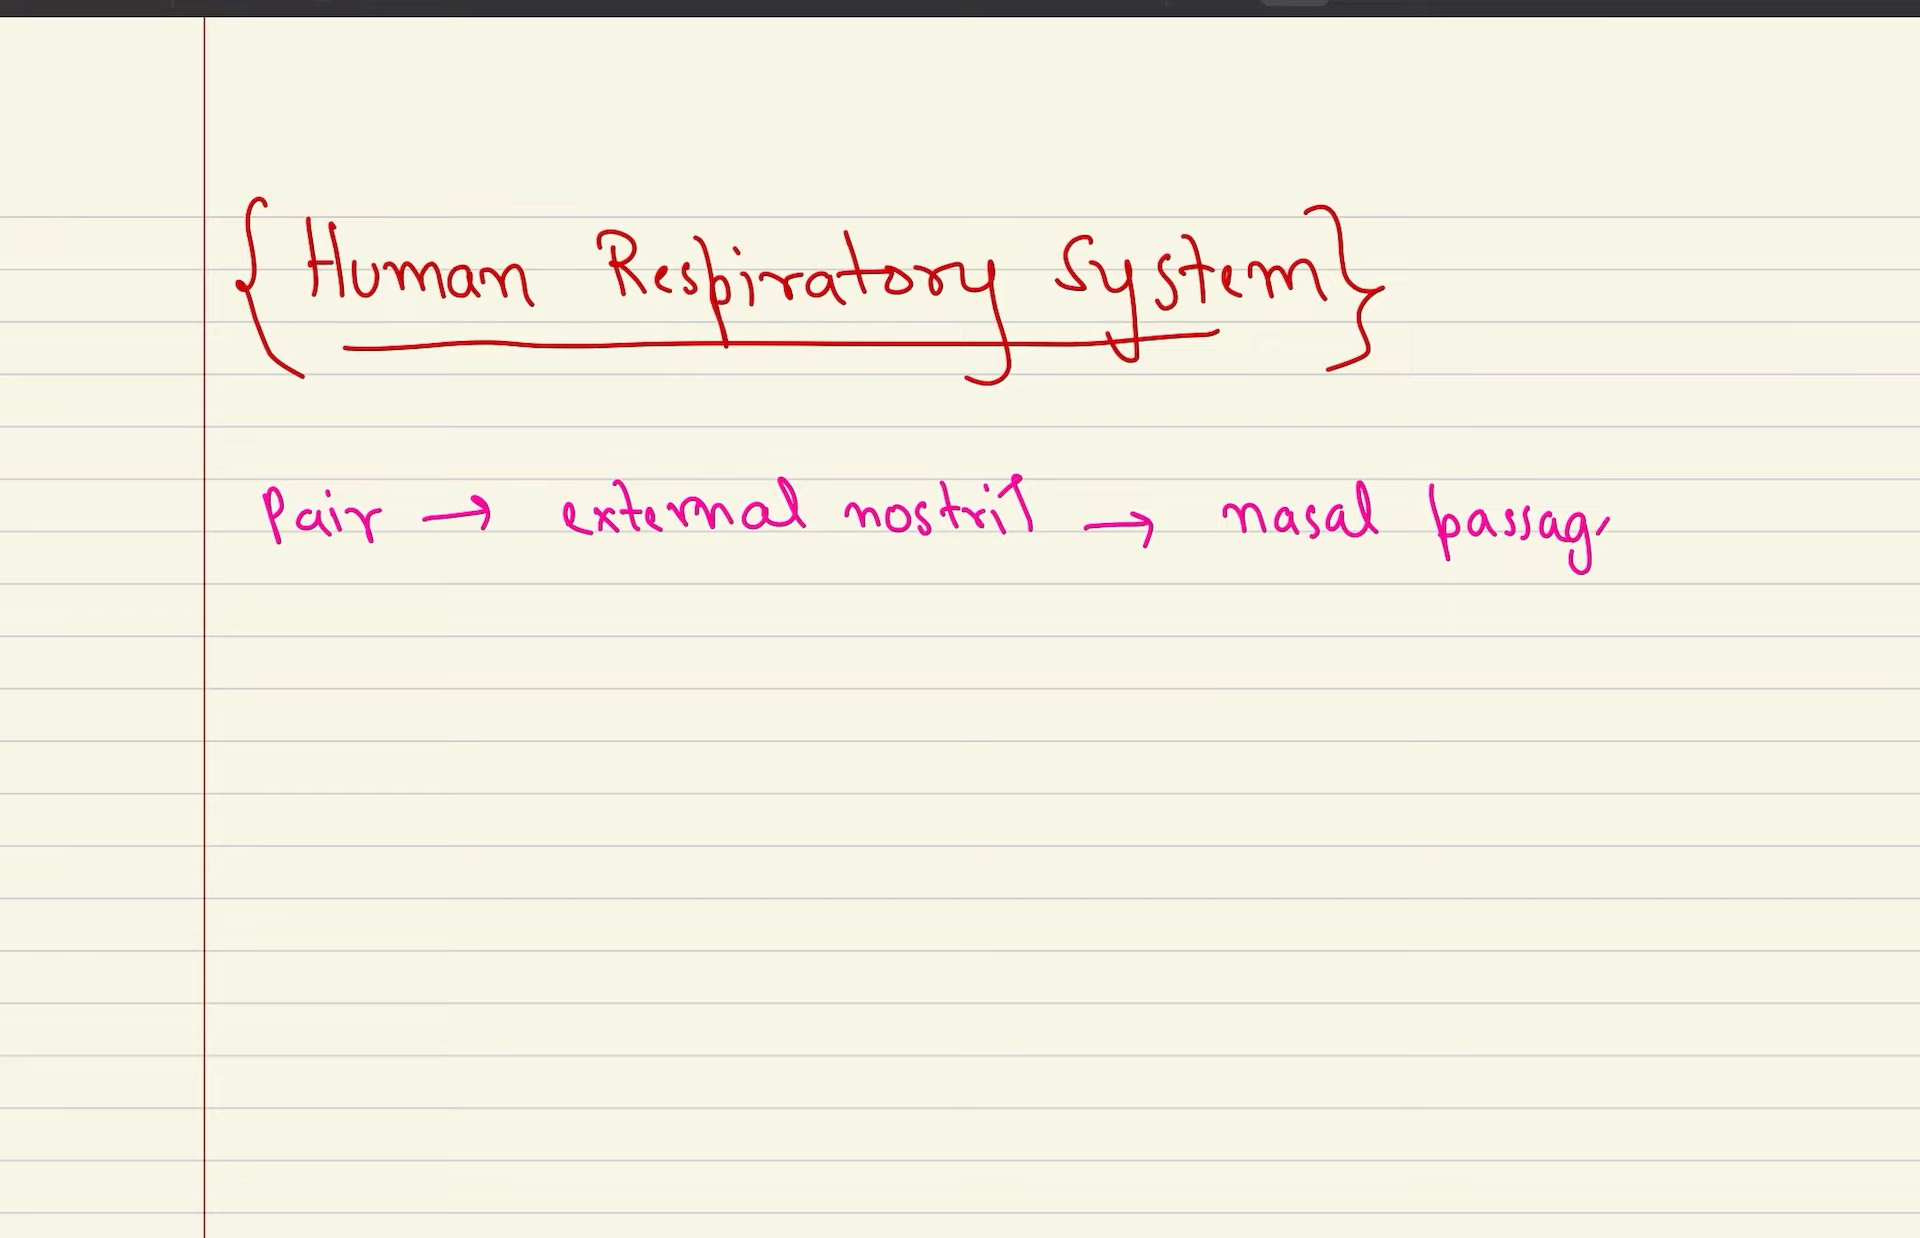 { Human Respiratory System }
Pair → external nostril → nasal passag